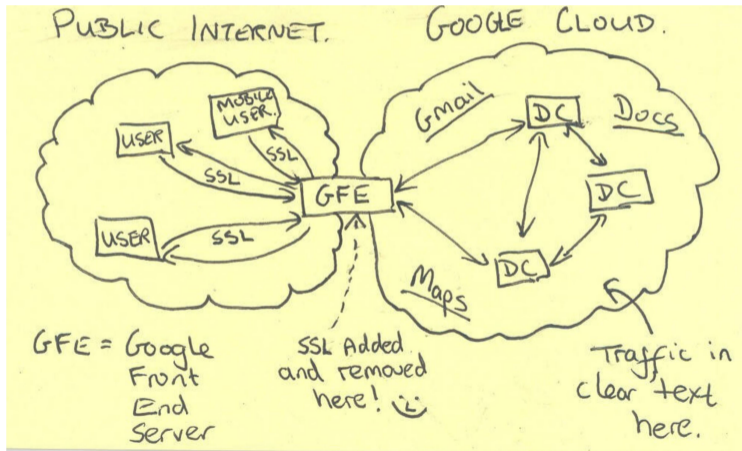 PUBLIC INTERNET.
GOOGLE CLOUD.
MOBILE
USER.
USER
SSL
SSL
USER
SSL
GFE
Gmail
DC
Docs
DC
DC
Maps
GFE = Google
Front
End
Server
SSL Added
and removed
here!
Traffic in
clear text
here.